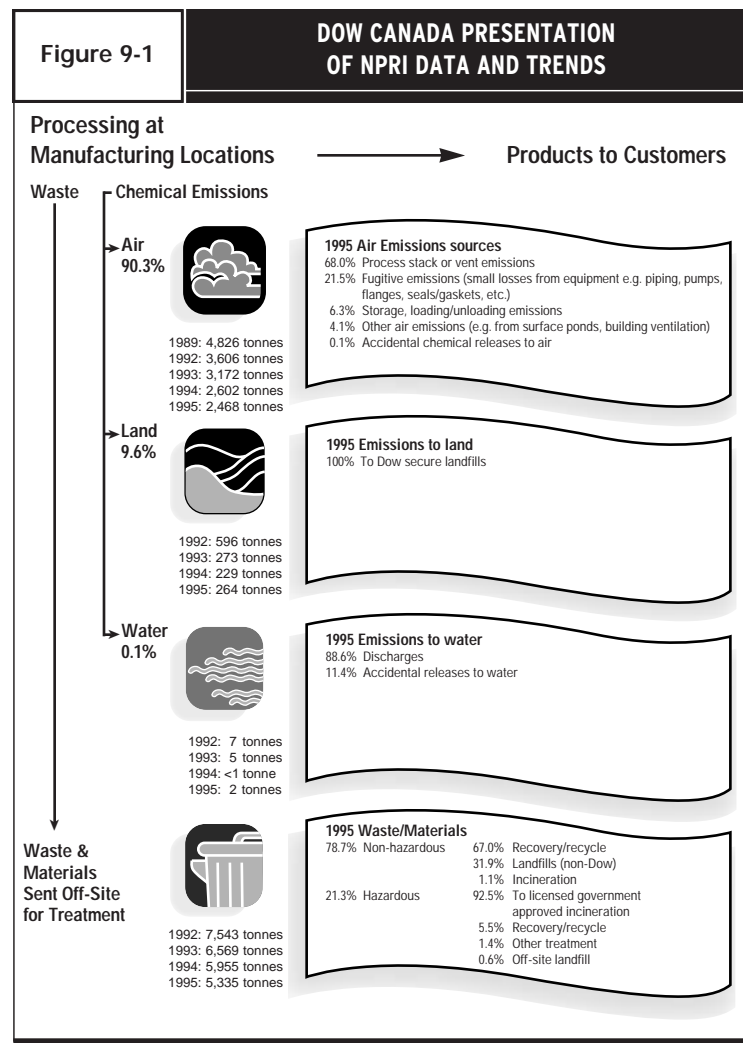 Figure 9-1
DOW CANADA PRESENTATION
OF NPRI DATA AND TRENDS
Processing at
Manufacturing Locations
Products to Customers
Waste
Chemical Emissions
Air
90.3%
1989: 4,826 tonnes
1992: 3,606 tonnes
1993: 3,172 tonnes
1994: 2,602 tonnes
1995: 2,468 tonnes
1995 Air Emissions sources
68.0% Process stack or vent emissions
21.5% Fugitive emissions (small losses from equipment e.g. piping, pumps,
flanges, seals/gaskets, etc.)
6.3% Storage, loading/unloading emissions
4.1% Other air emissions (e.g. from surface ponds, building ventilation)
0.1% Accidental chemical releases to air
Land
9.6%
1992: 596 tonnes
1993: 273 tonnes
1994: 229 tonnes
1995: 264 tonnes
1995 Emissions to land
100% To Dow secure landfills
Water
0.1%
1992: 7 tonnes
1993: 5 tonnes
1994: <1 tonne
1995: 2 tonnes
1995 Emissions to water
88.6% Discharges
11.4% Accidental releases to water
Waste &
Materials
Sent Off-Site
for Treatment
1992: 7,543 tonnes
1993: 6,569 tonnes
1994: 5,955 tonnes
1995: 5,335 tonnes
1995 Waste/Materials
78.7% Non-hazardous 67.0% Recovery/recycle
31.9% Landfills (non-Dow)
1.1% Incineration
21.3% Hazardous 92.5% To licensed government
approved incineration
5.5% Recovery/recycle
1.4% Other treatment
0.6% Off-site landfill